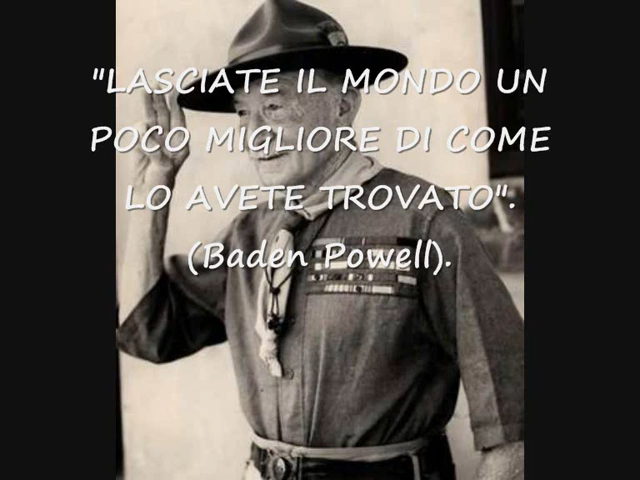 "LASCIATE IL MONDO UN
POCO MIGLIORE DI COME
LO AVETE TROVATO".
(Baden Powell).